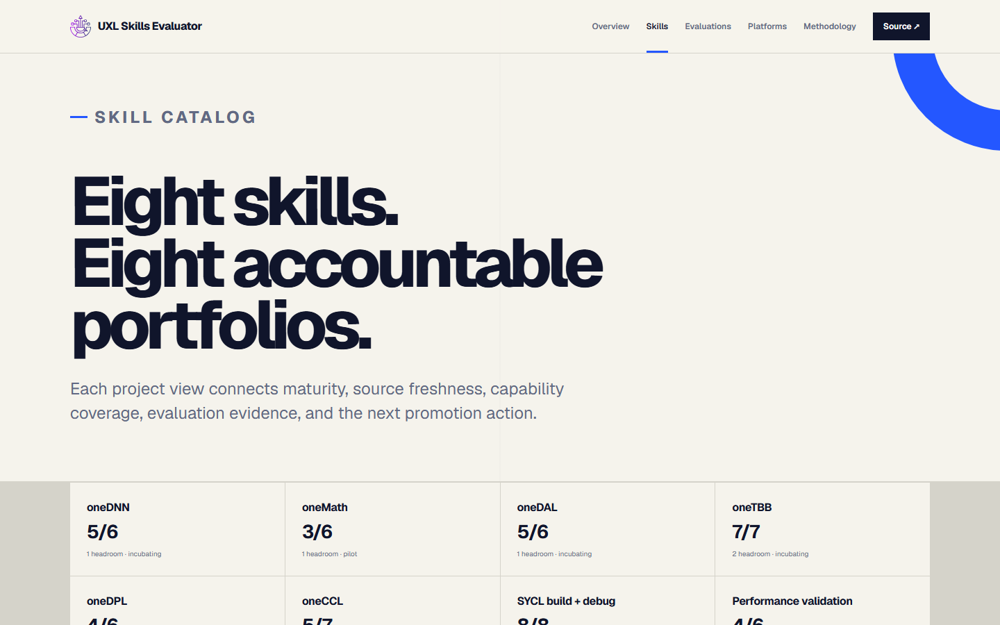 UXL Skills Evaluator
Overview Skills Evaluations Platforms Methodology Source ↗
SKILL CATALOG
Eight skills.
Eight accountable
portfolios.
Each project view connects maturity, source freshness, capability
coverage, evaluation evidence, and the next promotion action.
oneDNN
5/6
1 headroom · incubating
oneMath
3/6
1 headroom · pilot
oneDAL
5/6
1 headroom · incubating
oneTBB
7/7
2 headroom · incubating
oneDPL
4/6
oneCCL
5/7
SYCL build + debug
8/8
Performance validation
4/6